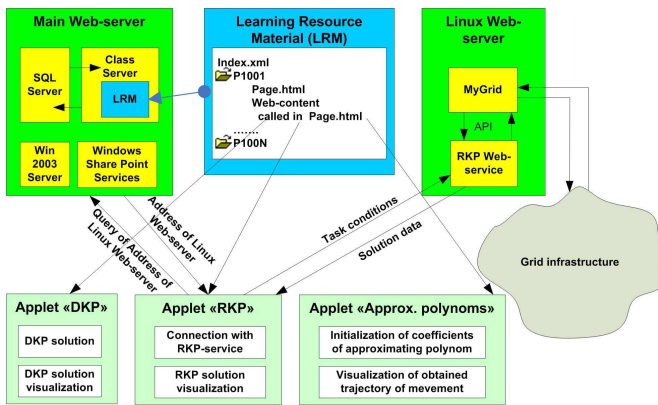 Main Web-server
SQL
Server
Class
Server
LRM
Win
2003
Server
Windows
Share Point
Services
Learning Resource
Material (LRM)
Index.xml
P1001
Page.html
Web-content
called in Page.html
.......
P100N
Linux Web-
server
MyGrid
API
RKP Web-
service
Grid infrastructure
Address of Linux
Web-server
Query of Address of
Linux Web-server
Task conditions
Solution data
Applet «DKP»
DKP solution
DKP solution
visualization
Applet «RKP»
Connection with
RKP-service
RKP solution
visualization
Applet «Approx. polynoms»
Initialization of coefficients
of approximating polynom
Visualization of obtained
trajectory of mevement